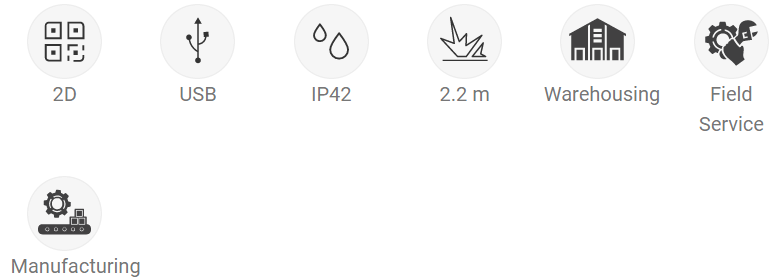 2D
USB
IP42
2.2 m
Warehousing
Field
Service
Manufacturing